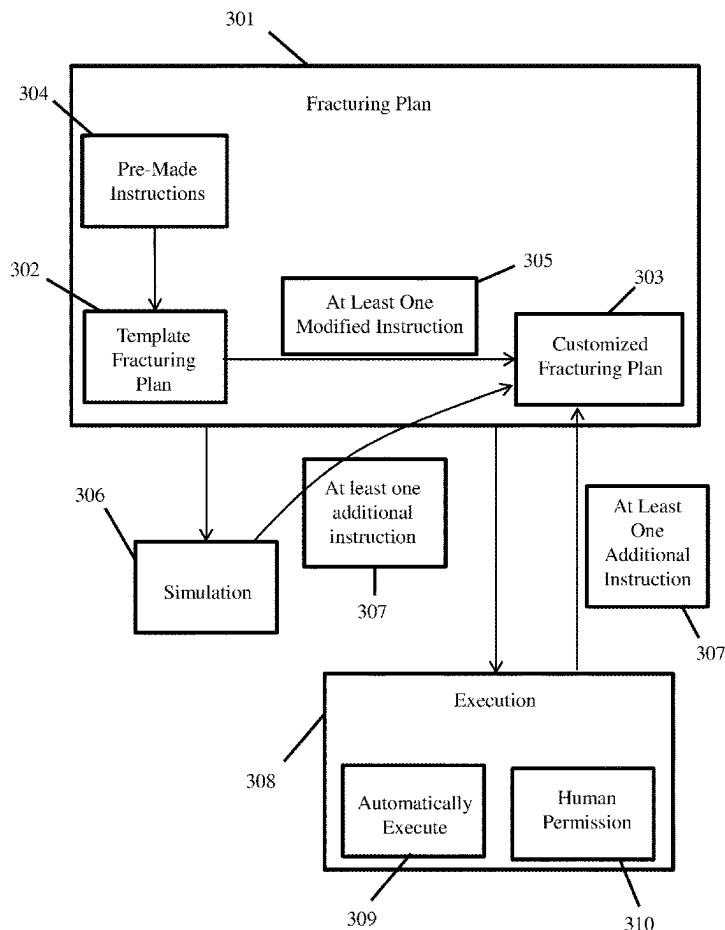 301
Fracturing Plan
304
Pre-Made
Instructions
302
Template
Fracturing
Plan
305
At Least One
Modified Instruction
303
Customized
Fracturing Plan
306
Simulation
At least one
additional
instruction
307
At Least
One
Additional
Instruction
307
Execution
308
Automatically
Execute
309
Human
Permission
310